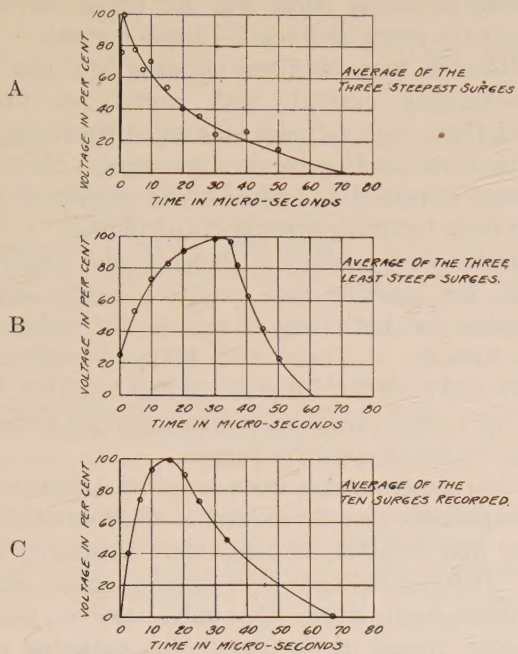 A
VOLTAGE IN PER CENT
100
80
60
40
20
0
AVERAGE OF THE
THREE STEEPEST SURGES
0 10 20 30 40 50 60 70 80
TIME IN MICRO-SECONDS
B
VOLTAGE IN PER CENT
100
80
60
40
20
0
AVERAGE OF THE THREE
LEAST STEEP SURGES.
0 10 20 30 40 50 60 70 80
TIME IN MICRO-SECONDS
C
VOLTAGE IN PER CENT
100
80
60
40
20
0
AVERAGE OF THE
TEN SURGES RECORDED.
0 10 20 30 40 50 60 70 80
TIME IN MICRO-SECONDS